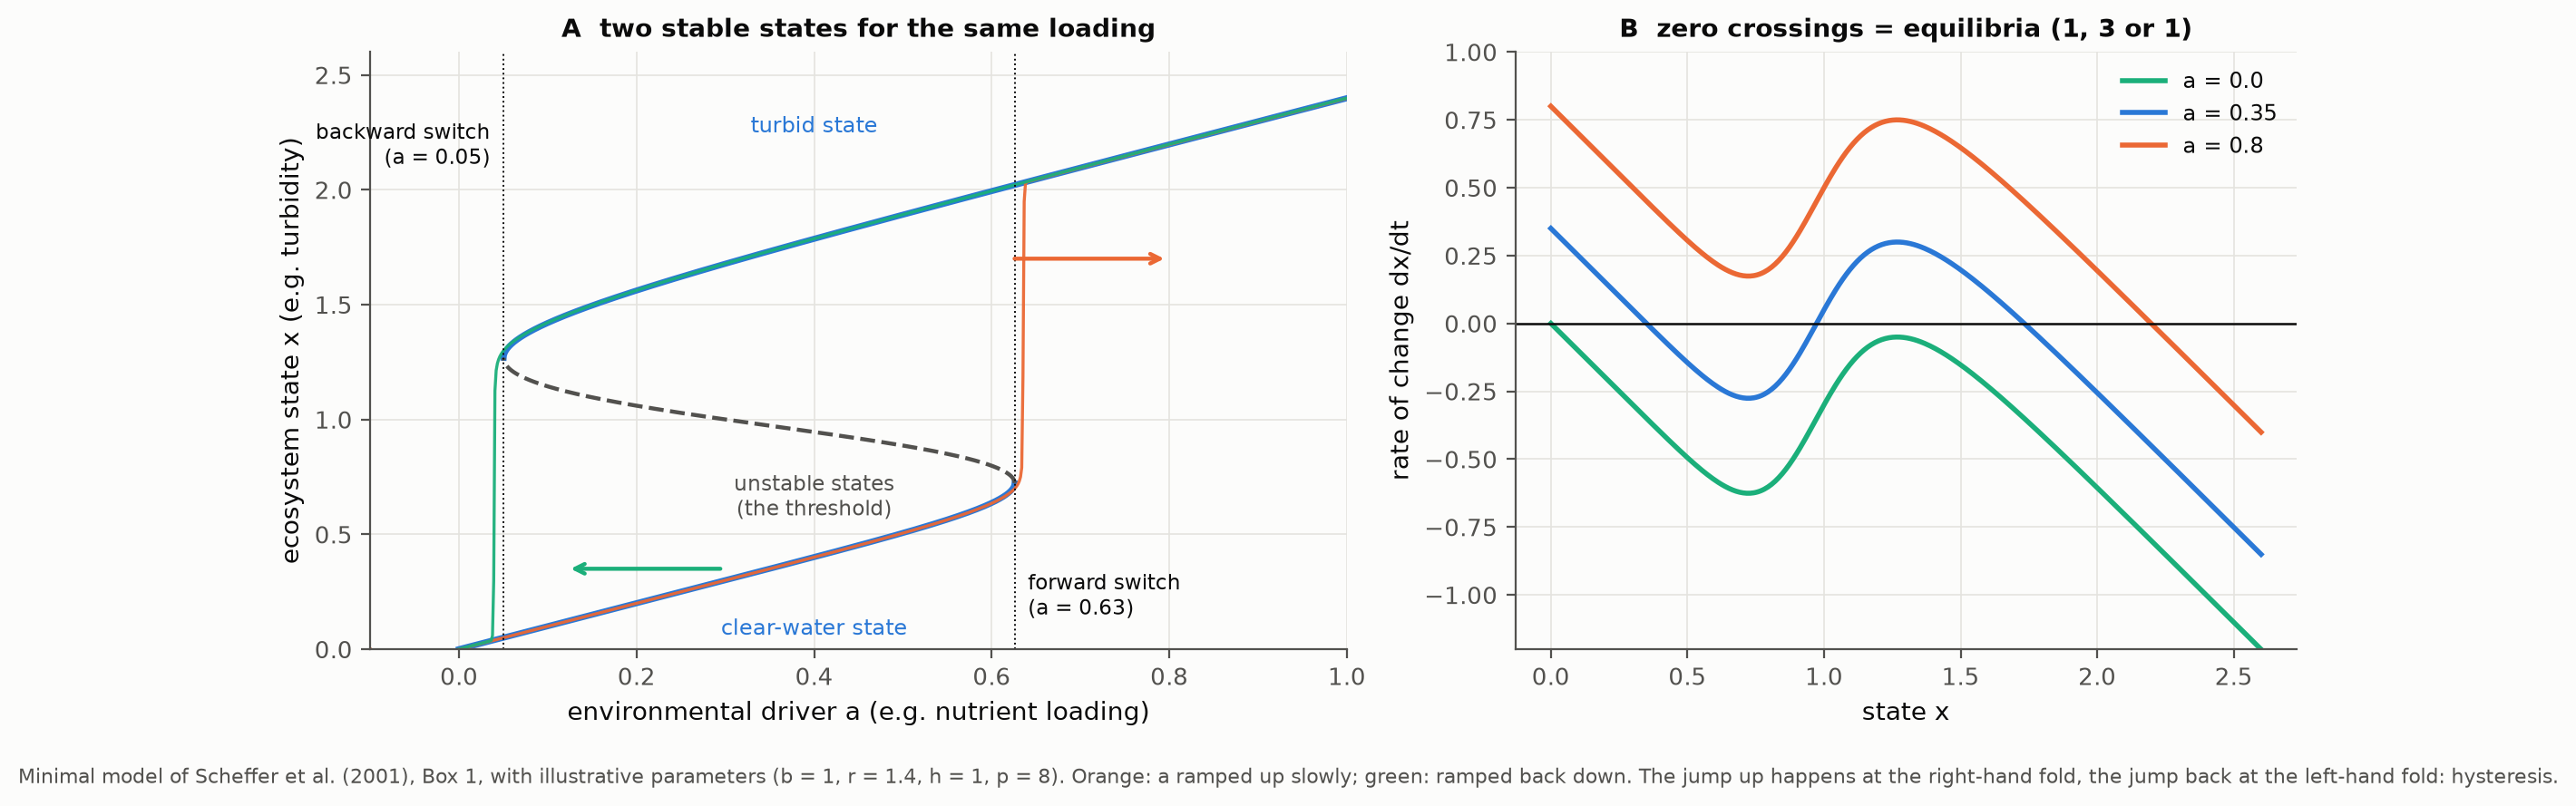 A  two stable states for the same loading
2.5
2.0
1.5
1.0
0.5
0.0
ecosystem state x (e.g. turbidity)
backward switch
(a = 0.05)
turbid state
unstable states
(the threshold)
forward switch
(a = 0.63)
clear-water state
0.0 0.2 0.4 0.6 0.8 1.0
environmental driver a (e.g. nutrient loading)
B  zero crossings = equilibria (1, 3 or 1)
1.00
0.75
0.50
0.25
0.00
−0.25
−0.50
−0.75
−1.00
rate of change dx/dt
a = 0.0
a = 0.35
a = 0.8
0.0 0.5 1.0 1.5 2.0 2.5
state x
Minimal model of Scheffer et al. (2001), Box 1, with illustrative parameters (b = 1, r = 1.4, h = 1, p = 8). Orange: a ramped up slowly; green: ramped back down. The jump up happens at the right-hand fold, the jump back at the left-hand fold: hysteresis.